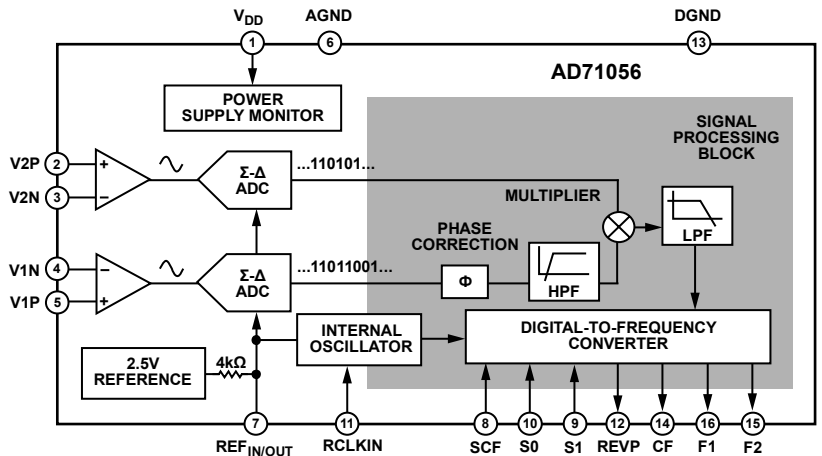 V_DD AGND DGND
1 6 13
AD71056
POWER
SUPPLY MONITOR
SIGNAL
PROCESSING
BLOCK
V2P 2 + Σ-Δ
ADC ...110101...
V2N 3 −
MULTIPLIER
LPF
PHASE
CORRECTION
V1N 4 − Σ-Δ
ADC ...11011001...
V1P 5 +
Φ
HPF
INTERNAL
OSCILLATOR
DIGITAL-TO-FREQUENCY
CONVERTER
2.5V
REFERENCE
4kΩ
7 11 8 10 9 12 14 16 15
REF_IN/OUT RCLKIN SCF S0 S1 REVP CF F1 F2